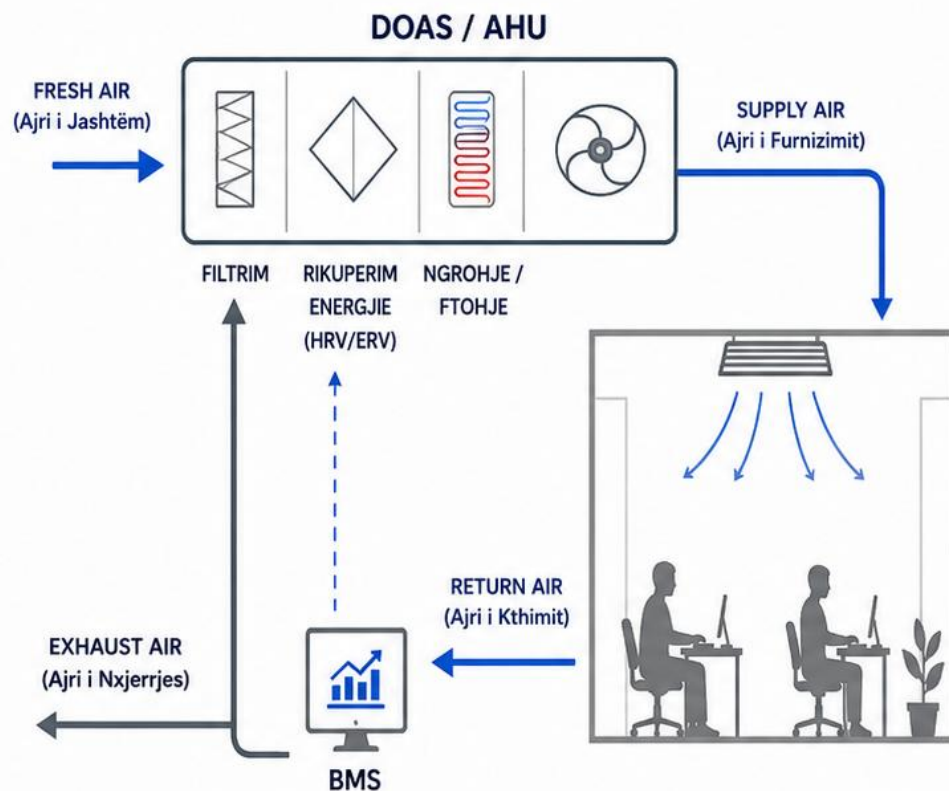 DOAS / AHU
FRESH AIR
(Ajri i Jashtëm)
SUPPLY AIR
(Ajri i Furnizimit)
FILTRIM
RIKUPERIM
ENERGJIE
(HRV/ERV)
NGROHJE /
FTOHJE
RETURN AIR
(Ajri i Kthimit)
EXHAUST AIR
(Ajri i Nxjerrjes)
BMS